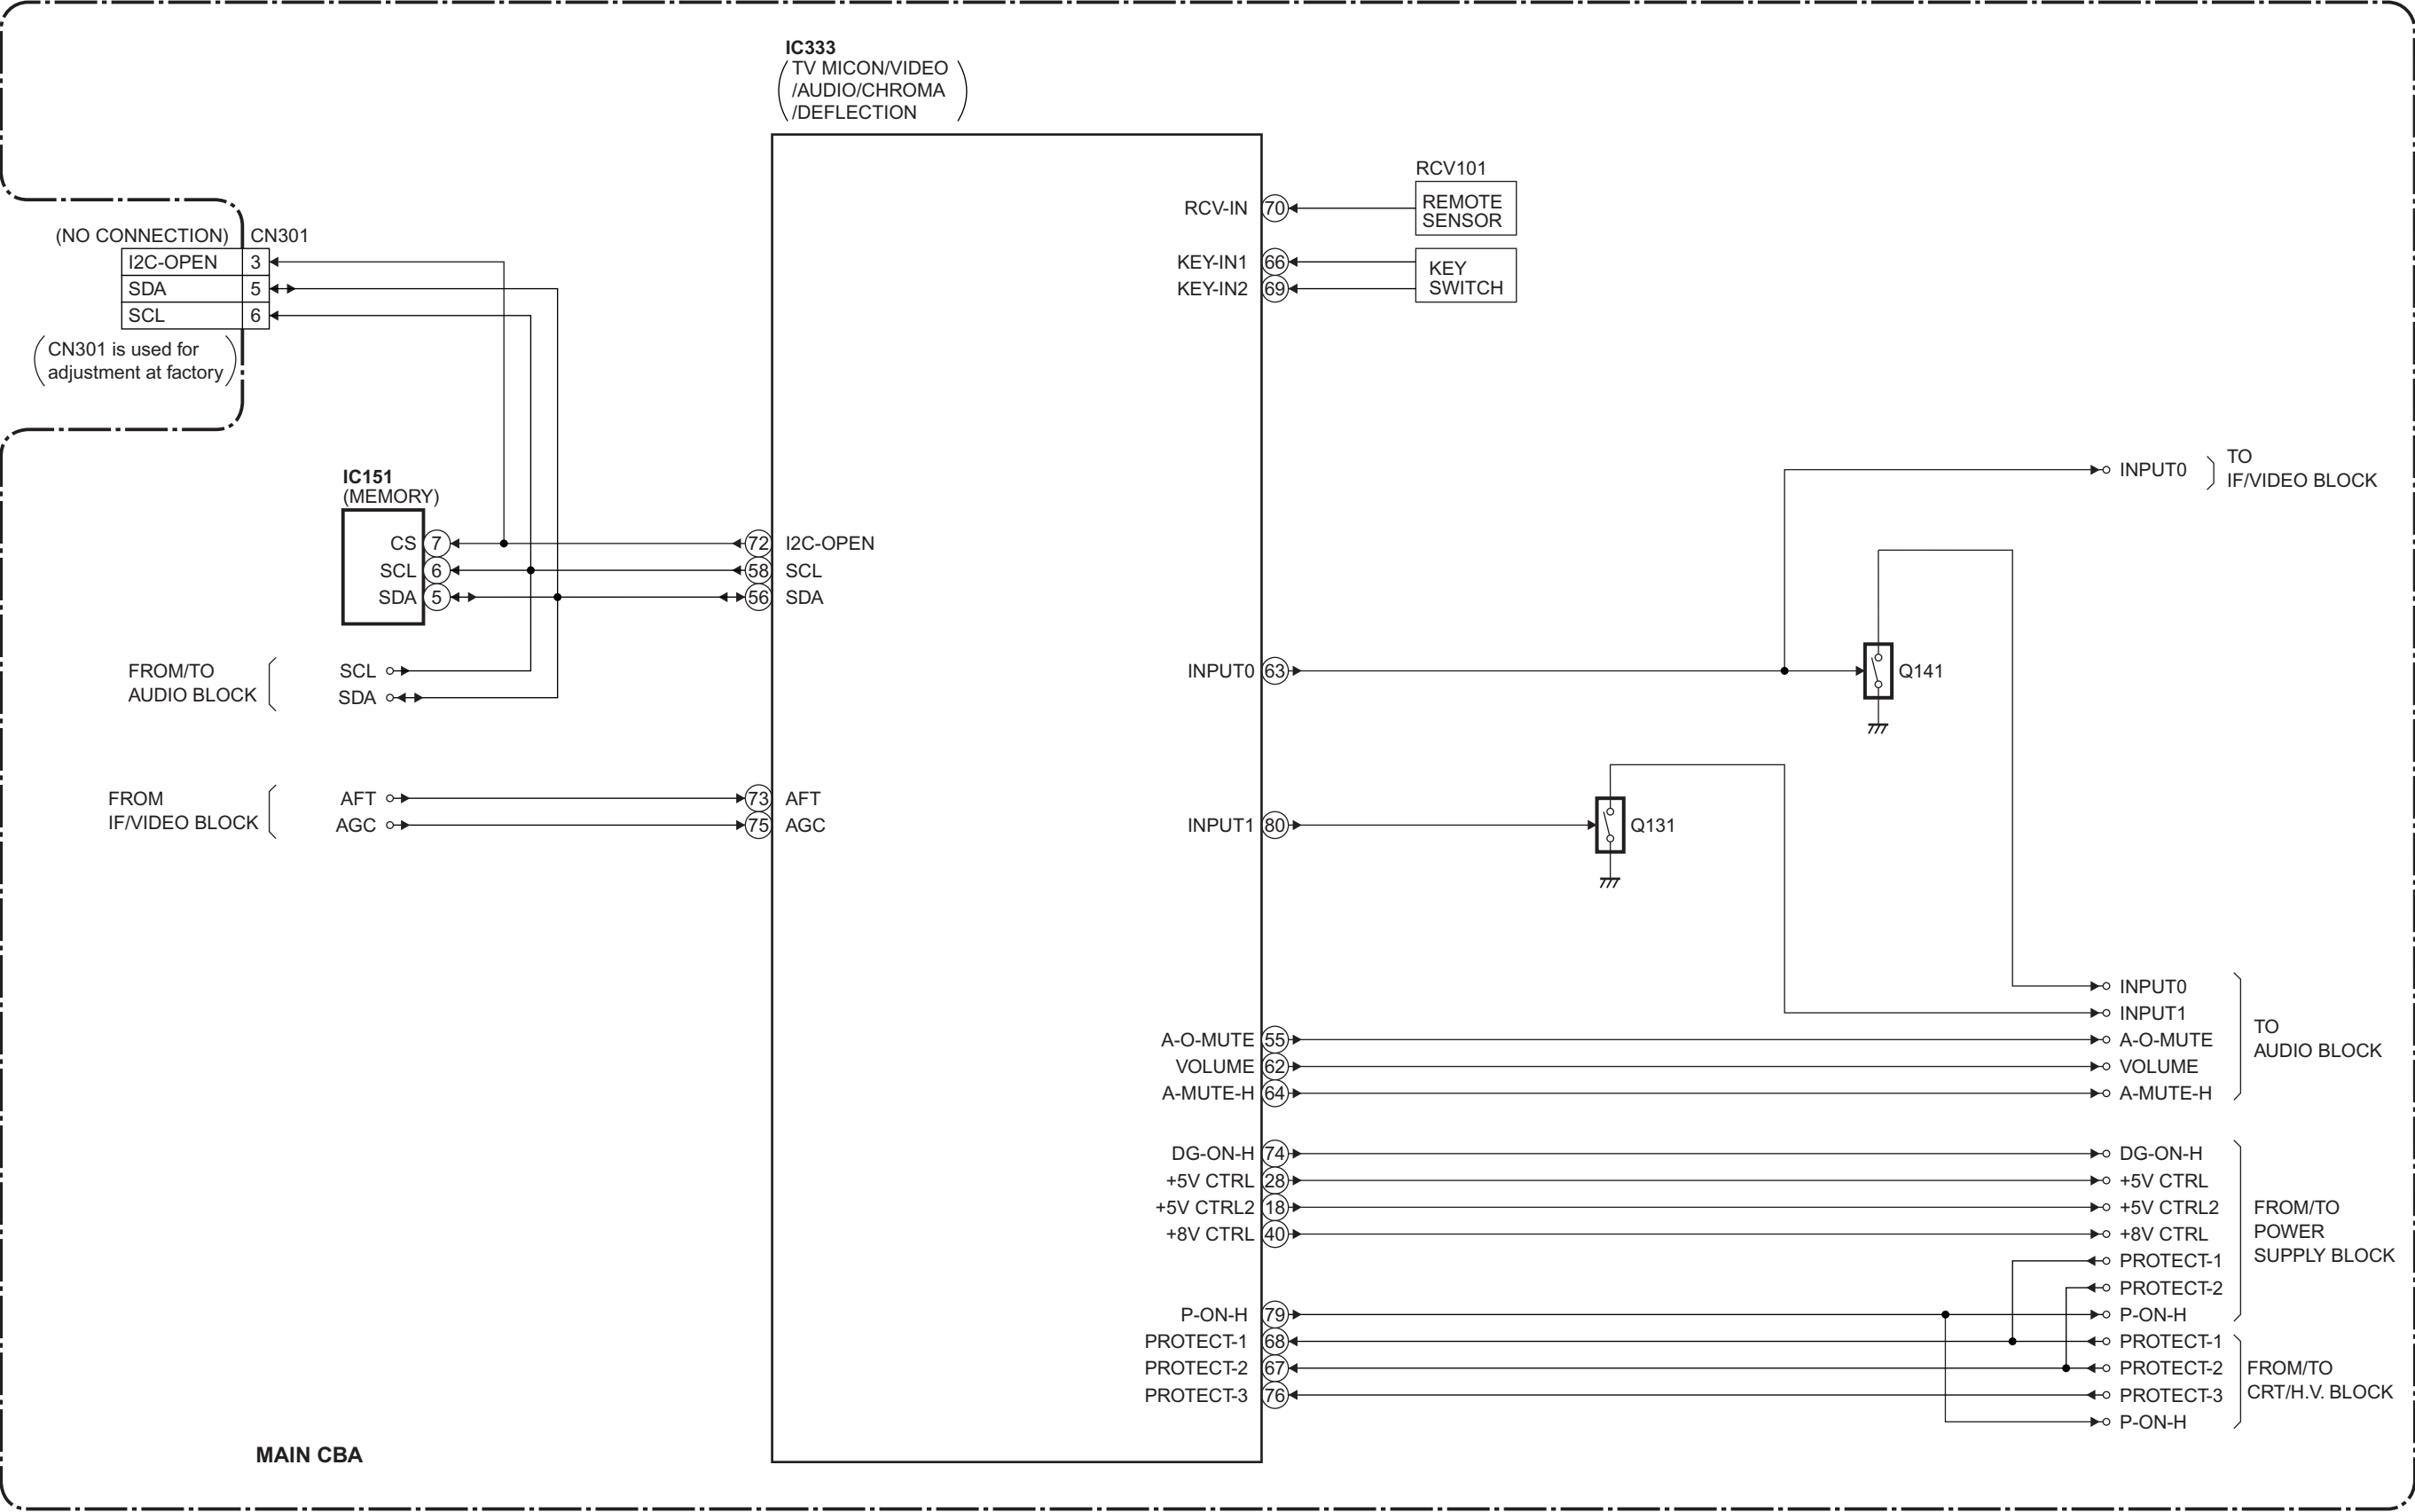 IC333
TV MICON/VIDEO
/AUDIO/CHROMA
/DEFLECTION
RCV101
REMOTE
SENSOR
RCV-IN 70
KEY-IN1 66
KEY-IN2 69
KEY
SWITCH
(NO CONNECTION) CN301
I2C-OPEN 3
SDA 5
SCL 6
CN301 is used for
adjustment at factory
IC151
(MEMORY)
CS 7
SCL 6
SDA 5
72 I2C-OPEN
58 SCL
56 SDA
FROM/TO
AUDIO BLOCK
SCL
SDA
FROM
IF/VIDEO BLOCK
AFT
AGC
73 AFT
75 AGC
INPUT0
TO
IF/VIDEO BLOCK
INPUT0 63
Q141
INPUT1 80
Q131
INPUT0
INPUT1
A-O-MUTE 55
A-O-MUTE
VOLUME 62
VOLUME
A-MUTE-H 64
A-MUTE-H
TO
AUDIO BLOCK
DG-ON-H 74
DG-ON-H
+5V CTRL 28
+5V CTRL
+5V CTRL2 18
+5V CTRL2
+8V CTRL 40
+8V CTRL
PROTECT-1
PROTECT-2
P-ON-H 79
P-ON-H
FROM/TO
POWER
SUPPLY BLOCK
PROTECT-1 68
PROTECT-1
PROTECT-2 67
PROTECT-2
PROTECT-3 76
PROTECT-3
P-ON-H
FROM/TO
CRT/H.V. BLOCK
MAIN CBA